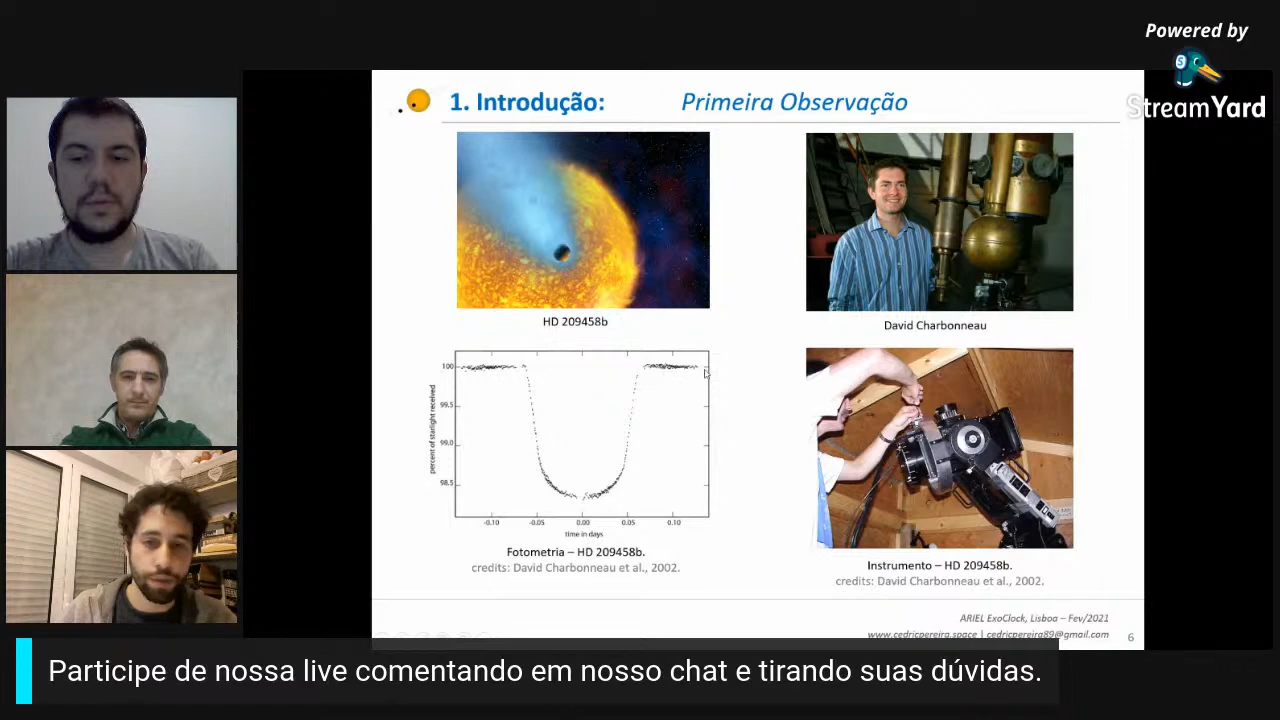 Powered by
StreamYard
1. Introdução: Primeira Observação
HD 209458b
David Charbonneau
percent of starlight received
100
99.5
99.0
98.5
-0.10 -0.05 0.00 0.05 0.10
time in days
Fotometria – HD 209458b.
credits: David Charbonneau et al., 2002.
Instrumento – HD 209458b.
credits: David Charbonneau et al., 2002.
ARIEL ExoClock, Lisboa – Fev/2021
www.cedricpereira.space | cedricpereira89@gmail.com
6
Participe de nossa live comentando em nosso chat e tirando suas dúvidas.